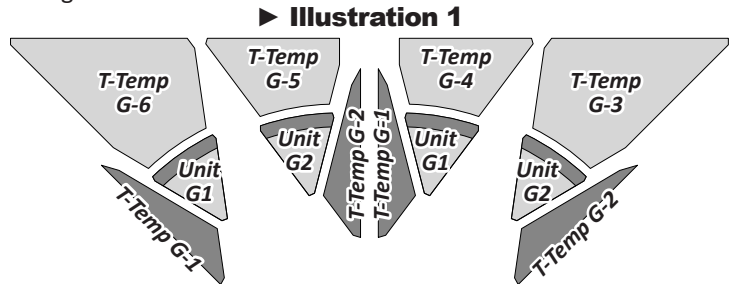 ► Illustration 1
T-Temp
G-6
T-Temp
G-5
T-Temp
G-4
T-Temp
G-3
Unit
G1
Unit
G2
T-Temp G-2
T-Temp G-1
Unit
G1
Unit
G2
T-Temp G-1
T-Temp G-2